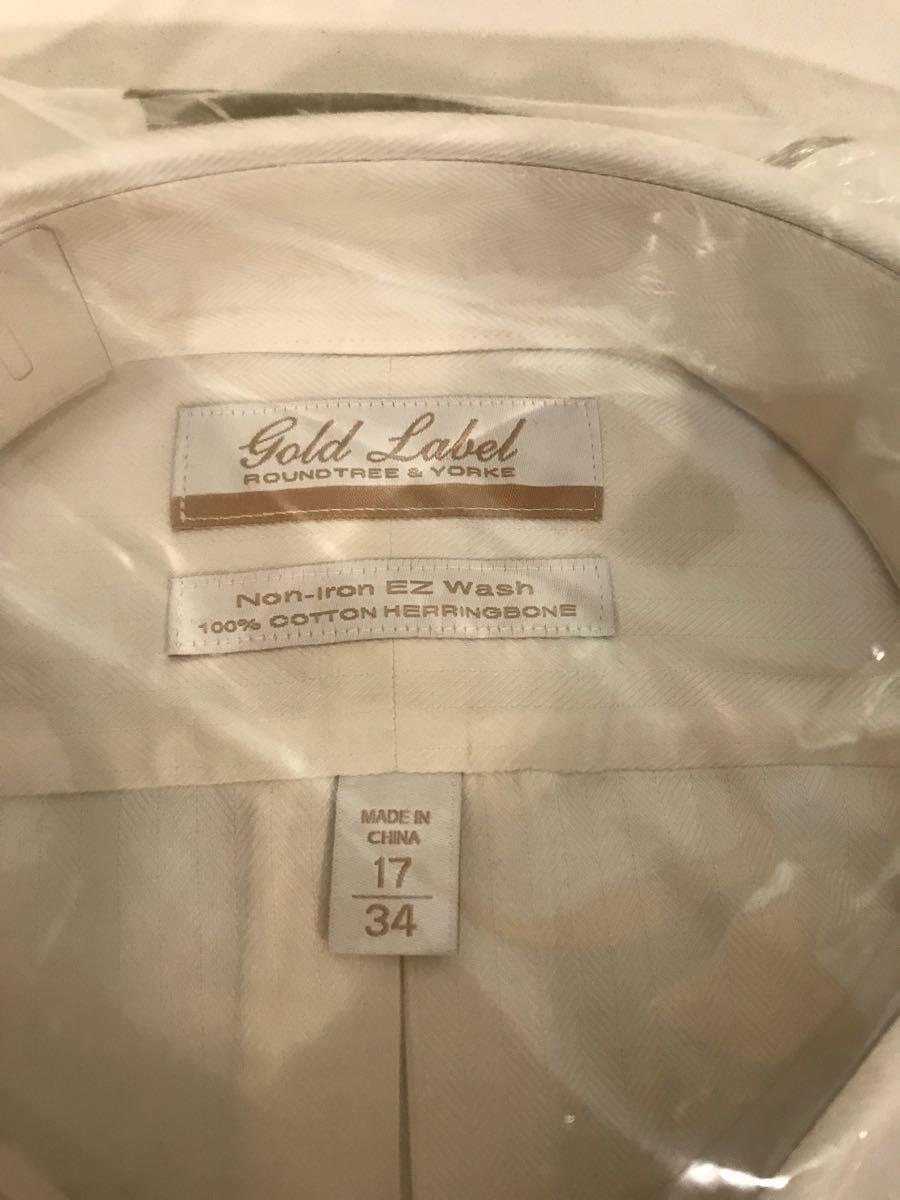 Gold Label
ROUNDTREE & YORKE
Non-Iron EZ Wash
100% COTTON HERRINGBONE
MADE IN
CHINA
17
34